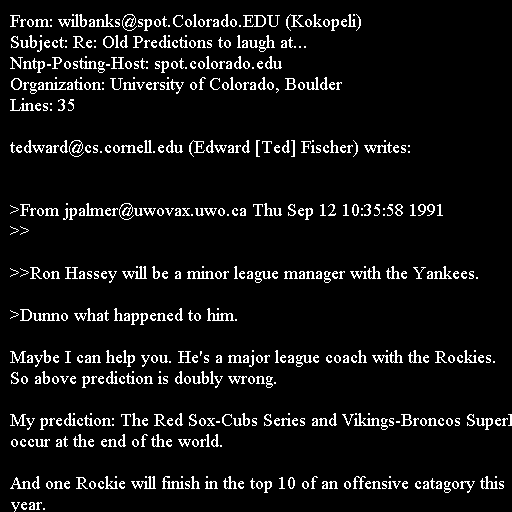 From: wilbanks@spot.Colorado.EDU (Kokopeli)
Subject: Re: Old Predictions to laugh at...
Nntp-Posting-Host: spot.colorado.edu
Organization: University of Colorado, Boulder
Lines: 35
tedward@cs.cornell.edu (Edward [Ted] Fischer) writes:
>From jpalmer@uwovax.uwo.ca Thu Sep 12 10:35:58 1991
>>
>>Ron Hassey will be a minor league manager with the Yankees.
>Dunno what happened to him.
Maybe I can help you. He's a major league coach with the Rockies.
So above prediction is doubly wrong.
My prediction: The Red Sox-Cubs Series and Vikings-Broncos
occur at the end of the world.
And one Rockie will finish in the top 10 of an offensive catagory this
year.